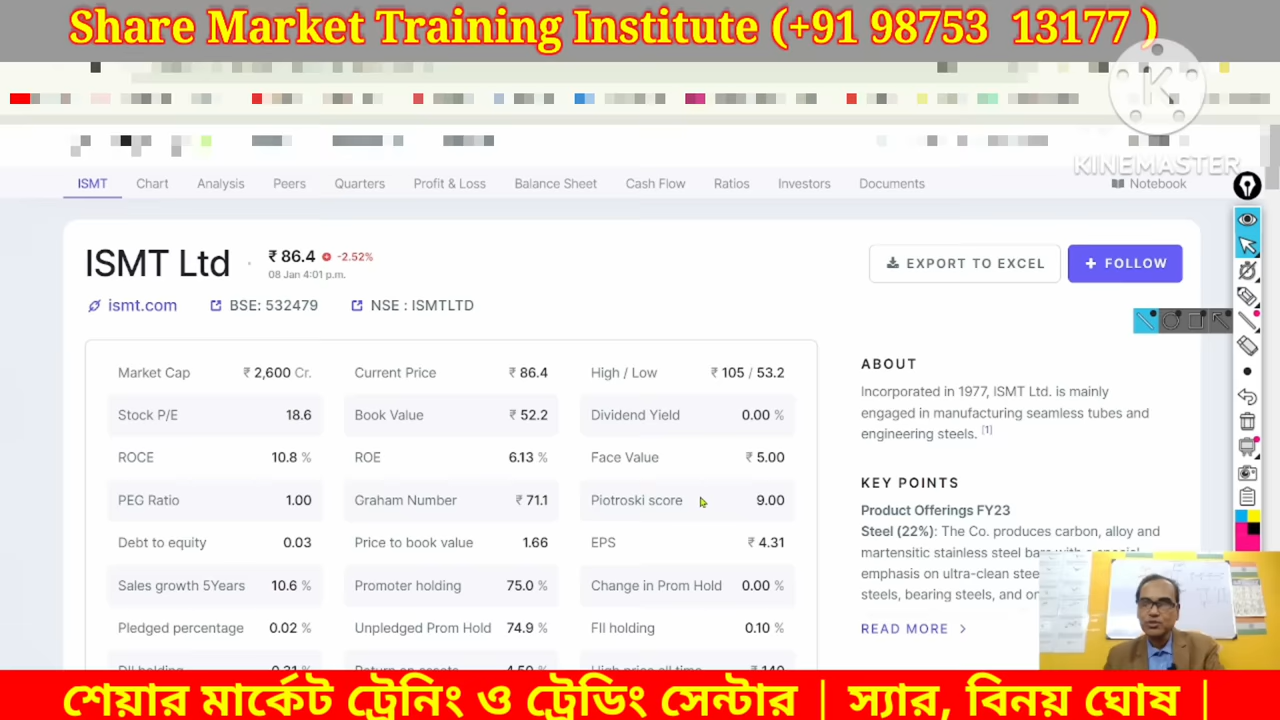 Share Market Training Institute (+91 98753 13177 )
K
KINEMASTER
ISMT Chart Analysis Peers Quarters Profit & Loss Balance Sheet Cash Flow Ratios Investors Documents Notebook
ISMT Ltd · ₹ 86.4 -2.52%
08 Jan 4:01 p.m.
EXPORT TO EXCEL + FOLLOW
ismt.com BSE: 532479 NSE : ISMTLTD
Market Cap ₹ 2,600 Cr. Current Price ₹ 86.4 High / Low ₹ 105 / 53.2
Stock P/E 18.6 Book Value ₹ 52.2 Dividend Yield 0.00 %
ROCE 10.8 % ROE 6.13 % Face Value ₹ 5.00
PEG Ratio 1.00 Graham Number ₹ 71.1 Piotroski score 9.00
Debt to equity 0.03 Price to book value 1.66 EPS ₹ 4.31
Sales growth 5Years 10.6 % Promoter holding 75.0 % Change in Prom Hold 0.00 %
Pledged percentage 0.02 % Unpledged Prom Hold 74.9 % FII holding 0.10 %
ABOUT
Incorporated in 1977, ISMT Ltd. is mainly
engaged in manufacturing seamless tubes and
engineering steels. [1]
KEY POINTS
Product Offerings FY23
Steel (22%): The Co. produces carbon, alloy and
martensitic stainless steel bars with a special
emphasis on ultra-clean
steels, bearing steels, and
READ MORE >
শেয়ার মার্কেট ট্রেনিং ও ট্রেডিং সেন্টার | স্যার, বিনয় ঘোষ |